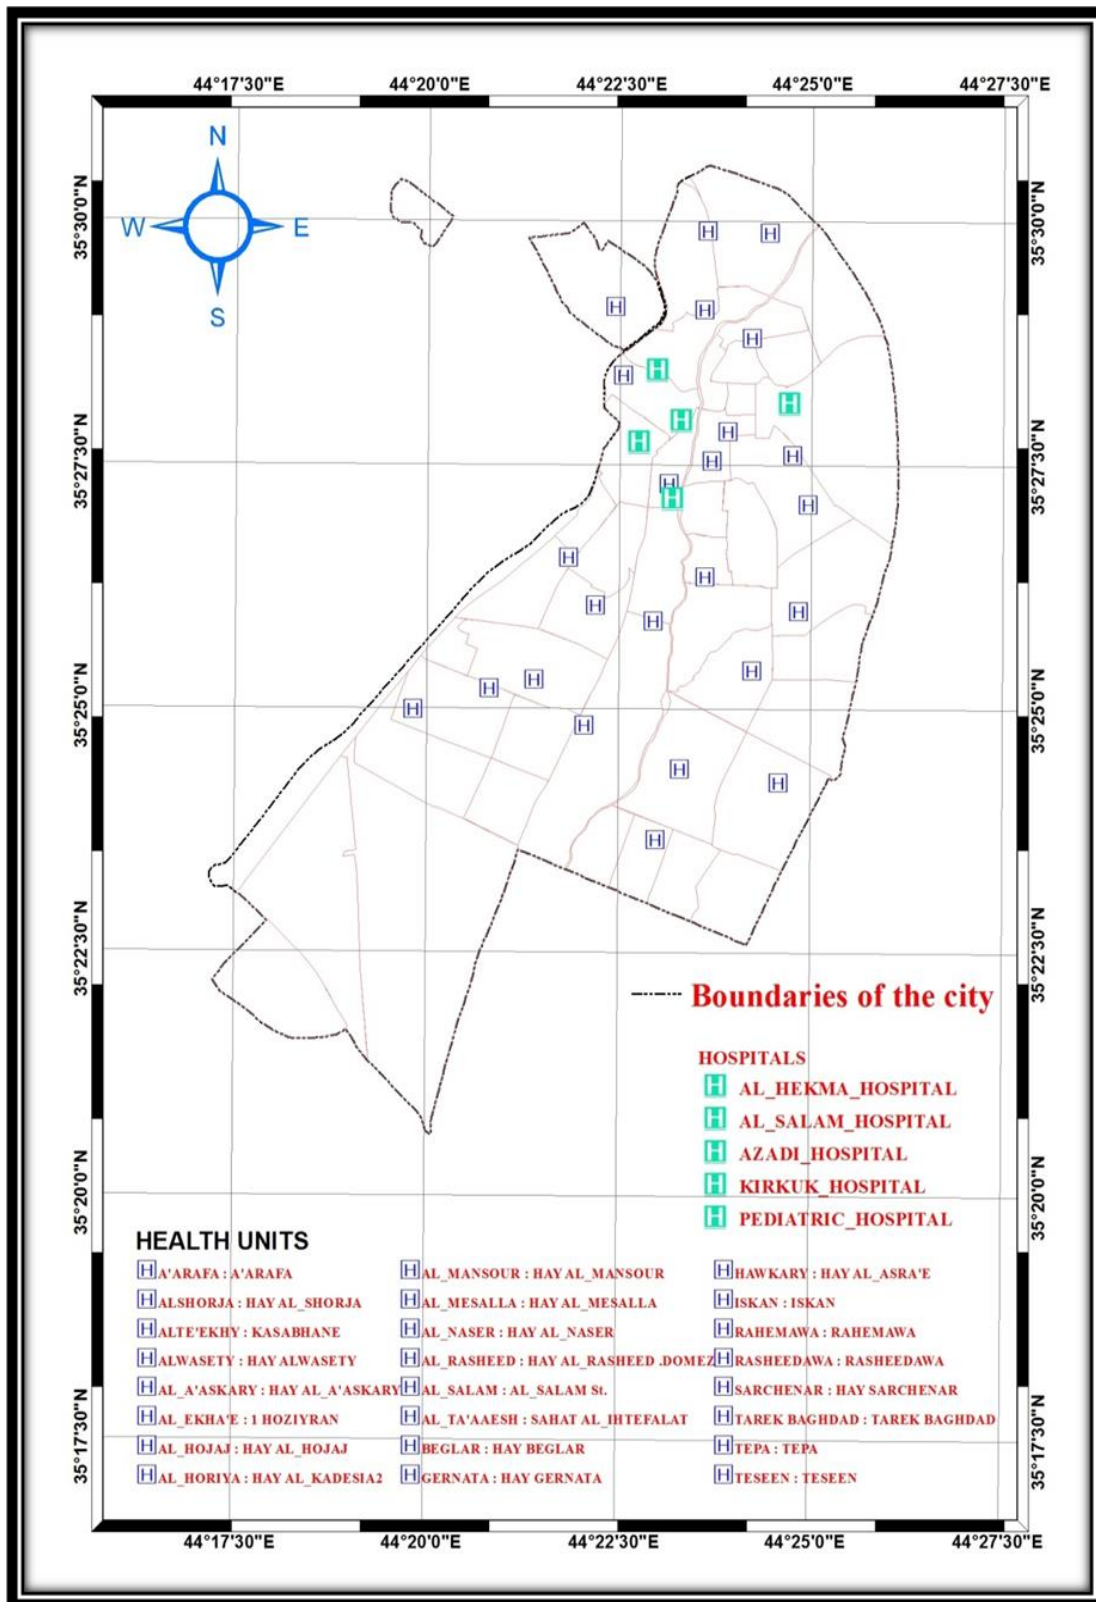 44°17'30"E 44°20'0"E 44°22'30"E 44°25'0"E 44°27'30"E
N
W E
S
35°30'0"N 35°30'0"N
35°27'30"N 35°27'30"N
35°25'0"N 35°25'0"N
35°22'30"N 35°22'30"N
Boundaries of the city
HOSPITALS
H AL_HEKMA_HOSPITAL
H AL_SALAM_HOSPITAL
H AZADI_HOSPITAL
H KIRKUK_HOSPITAL
H PEDIATRIC_HOSPITAL
35°20'0"N 35°20'0"N
HEALTH UNITS
H A'ARAFA : A'ARAFA H AL_MANSOUR : HAY AL_MANSOUR H HAWKARY : HAY AL_ASRA'E
H ALSHORJA : HAY AL_SHORJA H AL_MESALLA : HAY AL_MESALLA H ISKAN : ISKAN
H ALTE'EKHY : KASABHANE H AL_NASER : HAY AL_NASER H RAHEMAWA : RAHEMAWA
H ALWASETY : HAY ALWASETY H AL_RASHEED : HAY AL_RASHEED .DOMEZ H RASHEEDAWA : RASHEEDAWA
H AL_A'ASKARY : HAY AL_A'ASKARY H AL_SALAM : AL_SALAM St. H SARCHENAR : HAY SARCHENAR
H AL_EKHA'E : 1 HOZIYRAN H AL_TA'AAESH : SAHAT AL_IHTEFALAT H TAREK BAGHDAD : TAREK BAGHDAD
H AL_HOJAJ : HAY AL_HOJAJ H BEGLAR : HAY BEGLAR H TEPA : TEPA
H AL_HORIYA : HAY AL_KADESIA2 H GERNATA : HAY GERNATA H TESEEN : TESEEN
35°17'30"N 35°17'30"N
44°17'30"E 44°20'0"E 44°22'30"E 44°25'0"E 44°27'30"E